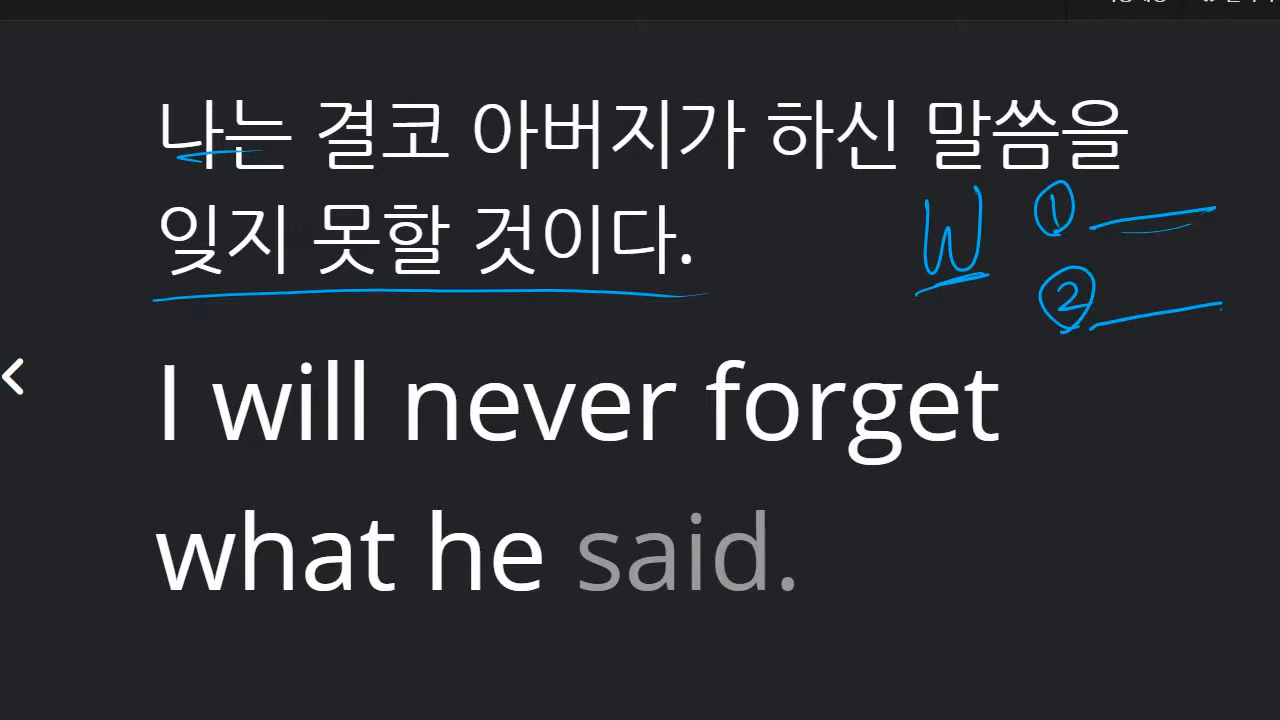 나는 결코 아버지가 하신 말씀을
잊지 못할 것이다.
W ①
②
I will never forget
what he said.